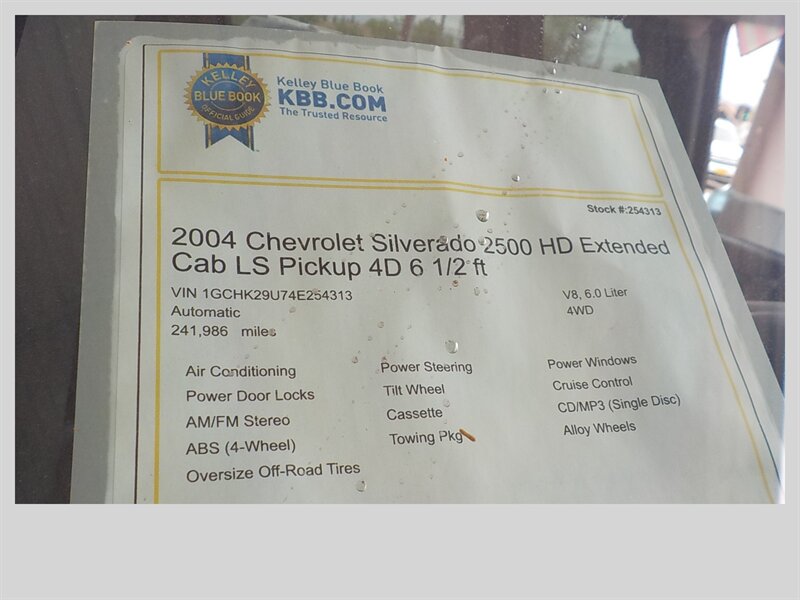 KELLEY
BLUE BOOK
OFFICIAL GUIDE
Kelley Blue Book
KBB.COM
The Trusted Resource
Stock #:254313
2004 Chevrolet Silverado 2500 HD Extended
Cab LS Pickup 4D 6 1/2 ft
VIN 1GCHK29U74E254313
V8, 6.0 Liter
Automatic
4WD
241,986 miles
Air Conditioning
Power Steering
Power Windows
Power Door Locks
Tilt Wheel
Cruise Control
AM/FM Stereo
Cassette
CD/MP3 (Single Disc)
ABS (4-Wheel)
Towing Pkg
Alloy Wheels
Oversize Off-Road Tires